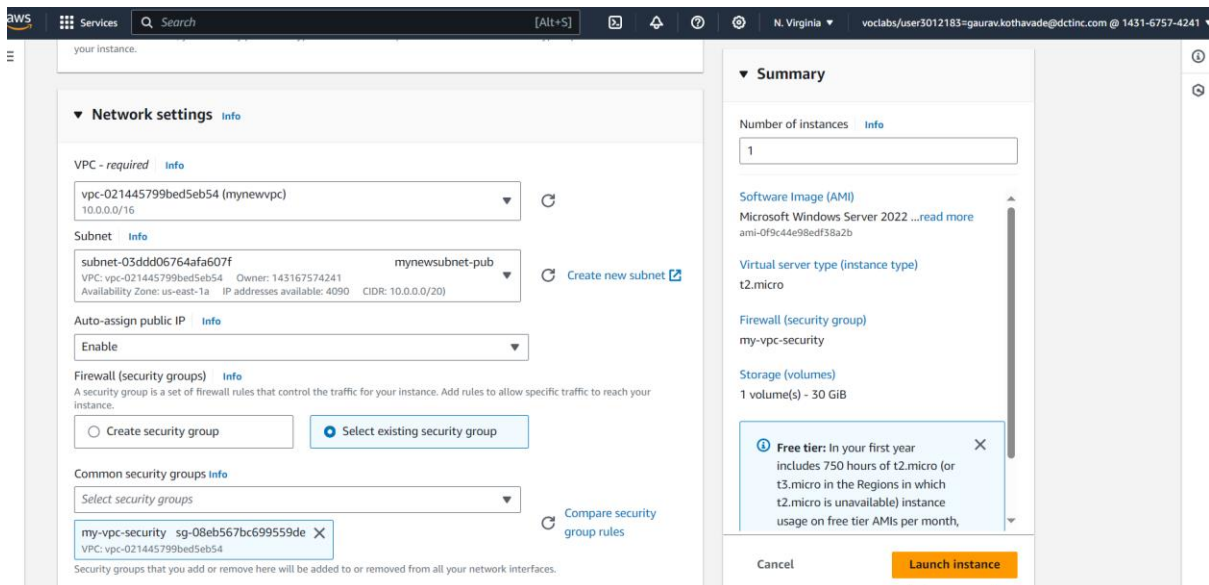 aws
Services
Search
[Alt+S]
N. Virginia
voclabs/user3012183=gaurav.kothavade@dctinc.com @ 1431-6757-4241
your instance.
Network settings Info
VPC - required Info
vpc-021445799bed5eb54 (mynewvpc)
10.0.0.0/16
Subnet Info
subnet-03ddd06764afa607f mynewsubnet-pub
VPC: vpc-021445799bed5eb54 Owner: 143167574241
Availability Zone: us-east-1a IP addresses available: 4090 CIDR: 10.0.0.0/20)
Create new subnet
Auto-assign public IP Info
Enable
Firewall (security groups) Info
A security group is a set of firewall rules that control the traffic for your instance. Add rules to allow specific traffic to reach your
instance.
Create security group
Select existing security group
Common security groups Info
Select security groups
my-vpc-security sg-08eb567bc699559de
VPC: vpc-021445799bed5eb54
Compare security
group rules
Security groups that you add or remove here will be added to or removed from all your network interfaces.
Summary
Number of instances Info
1
Software Image (AMI)
Microsoft Windows Server 2022 ...read more
ami-0f9c44e98edf38a2b
Virtual server type (instance type)
t2.micro
Firewall (security group)
my-vpc-security
Storage (volumes)
1 volume(s) - 30 GiB
Free tier: In your first year
includes 750 hours of t2.micro (or
t3.micro in the Regions in which
t2.micro is unavailable) instance
usage on free tier AMIs per month,
Cancel
Launch instance